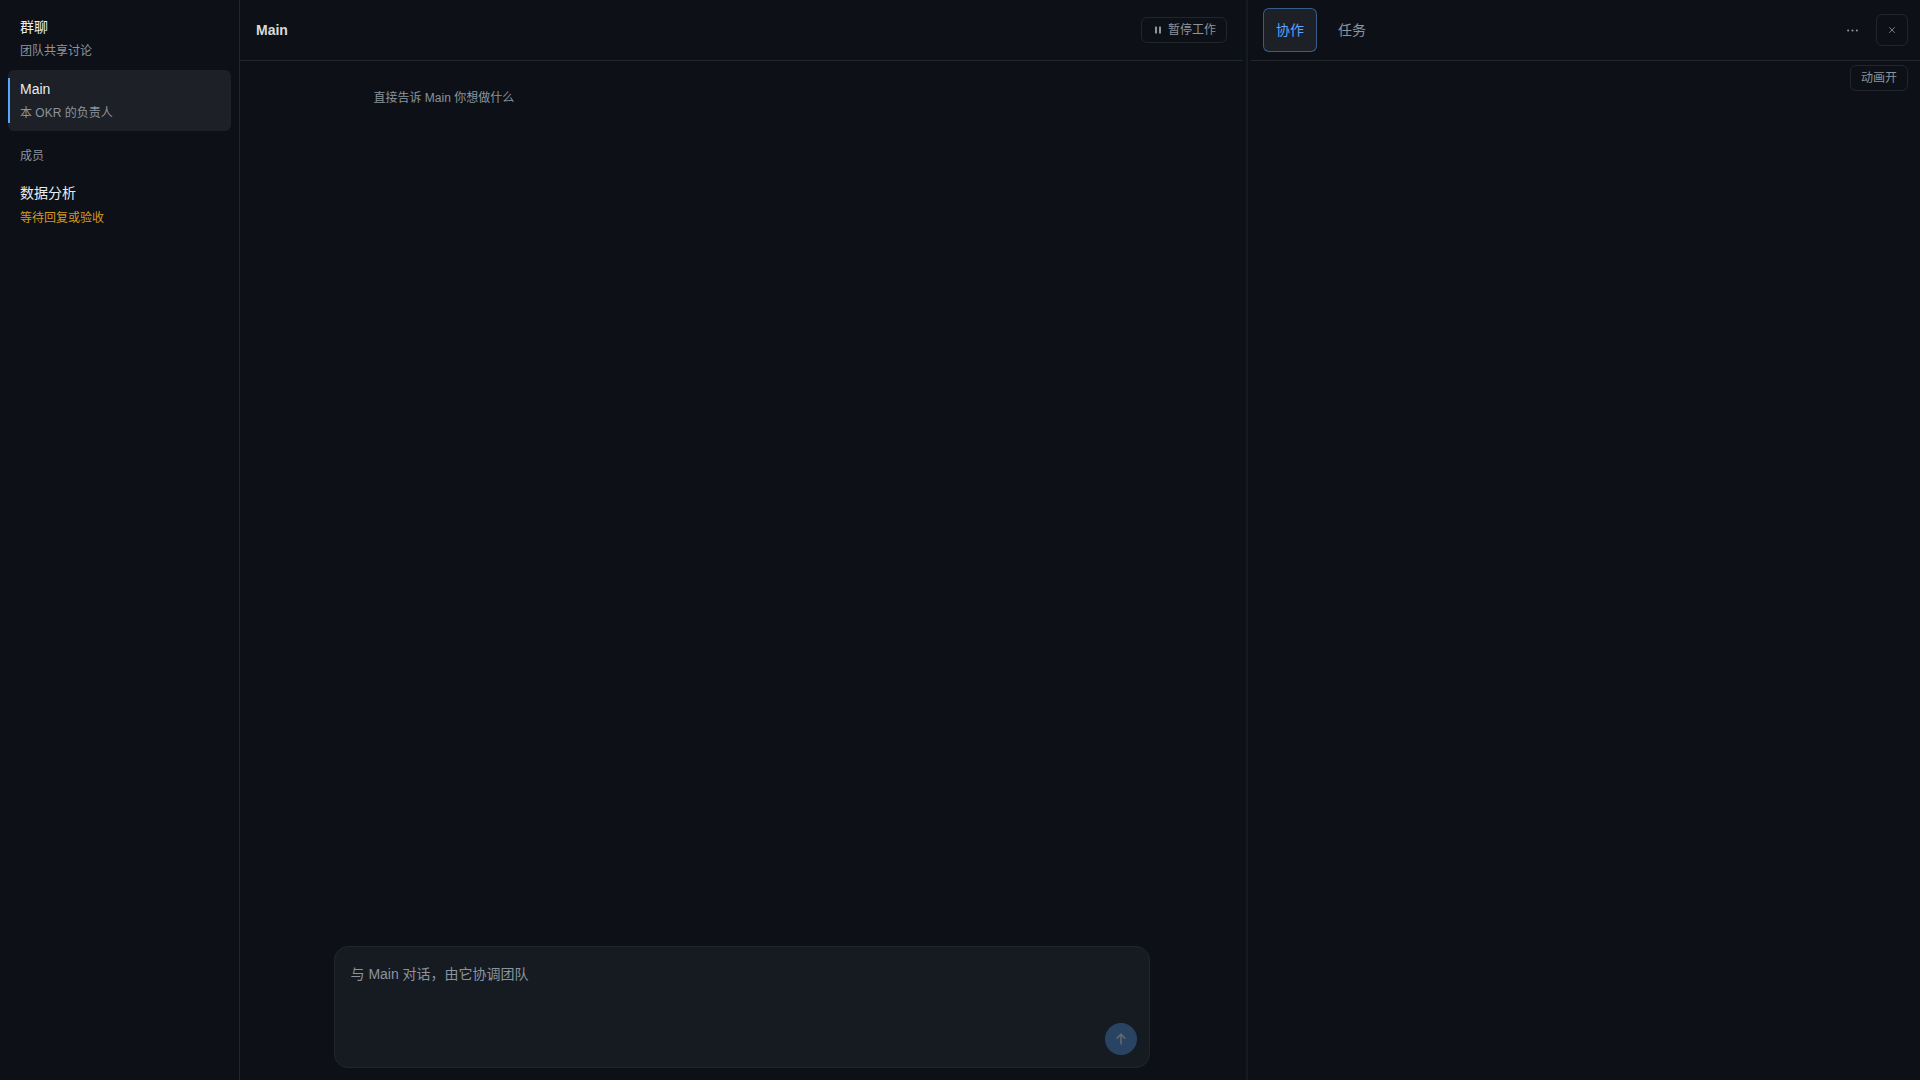 群聊
团队共享讨论
Main
本 OKR 的负责人
成员
数据分析
等待回复或验收
Main
暂停工作
直接告诉 Main 你想做什么
与 Main 对话，由它协调团队
协作
任务
动画开